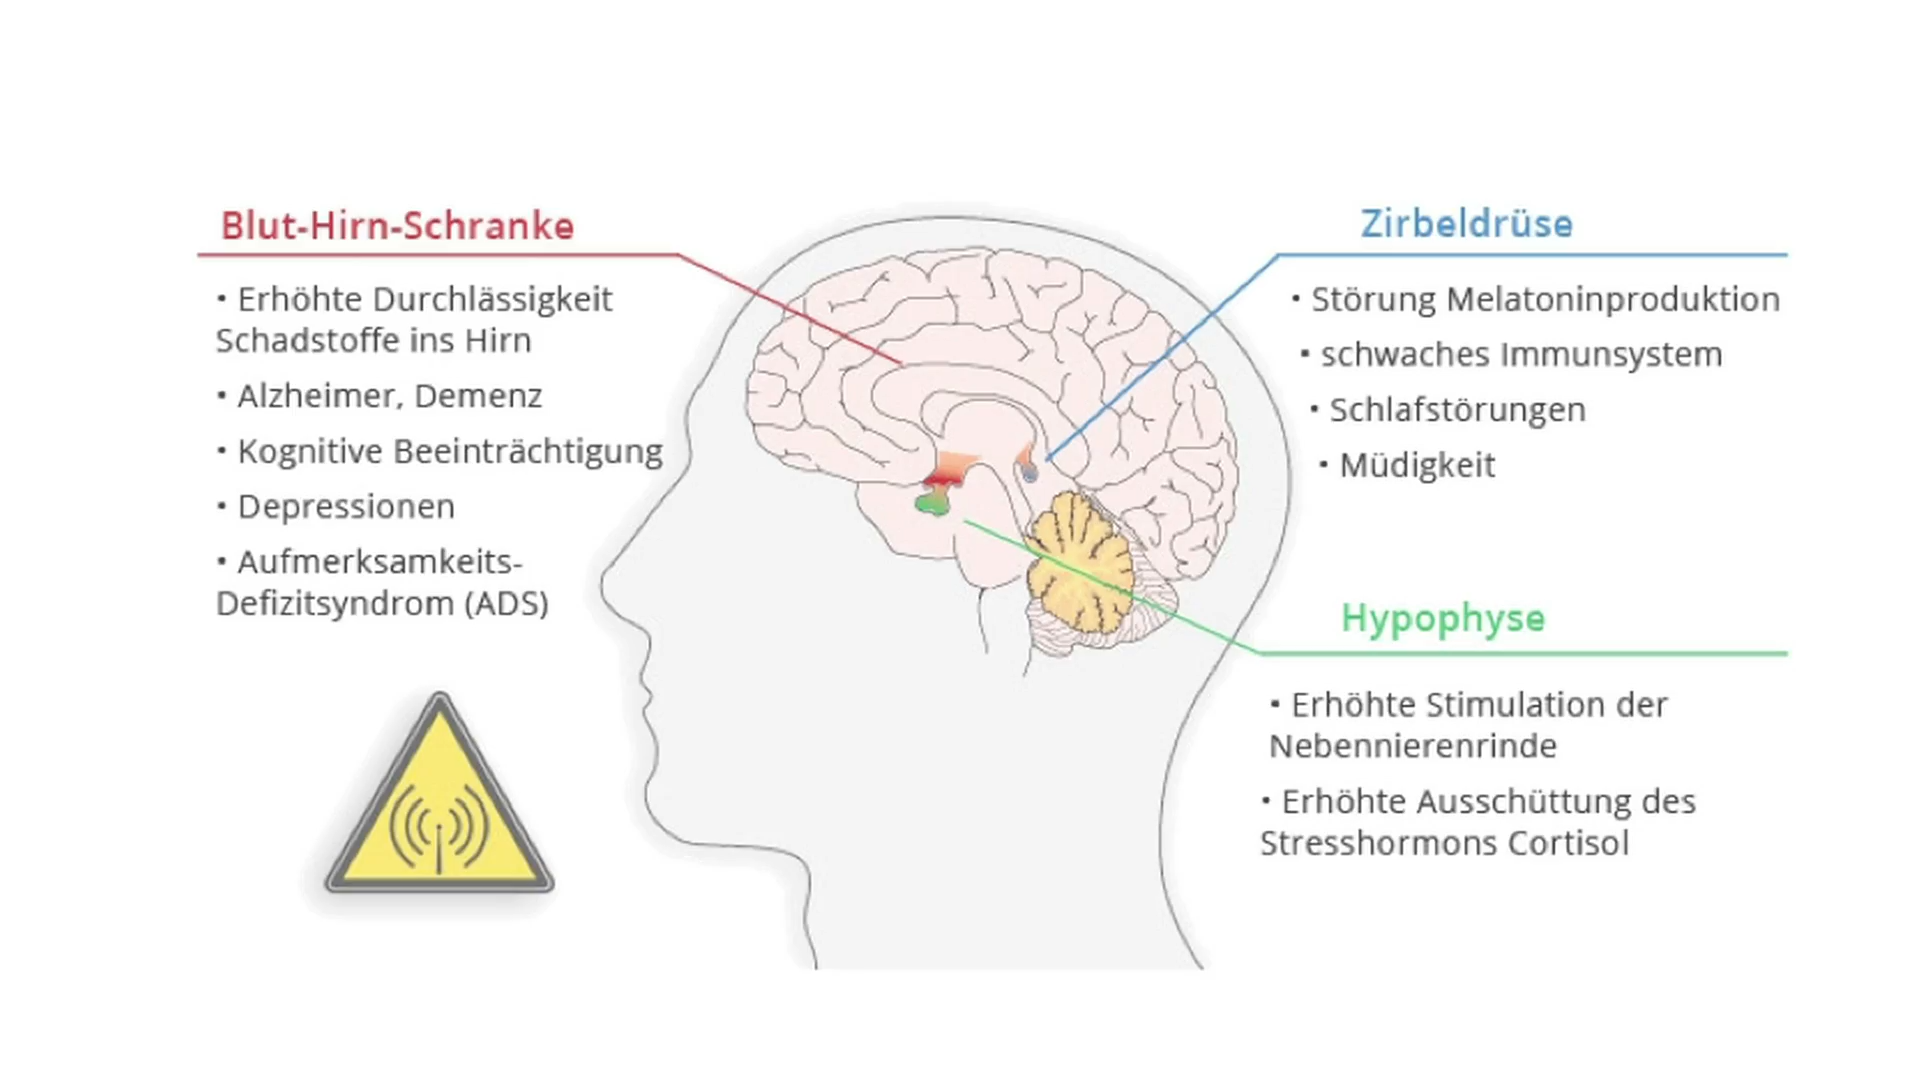 Blut-Hirn-Schranke
• Erhöhte Durchlässigkeit
Schadstoffe ins Hirn
• Alzheimer, Demenz
• Kognitive Beeinträchtigung
• Depressionen
• Aufmerksamkeits-
Defizitsyndrom (ADS)
Zirbeldrüse
• Störung Melatoninproduktion
• schwaches Immunsystem
• Schlafstörungen
• Müdigkeit
Hypophyse
• Erhöhte Stimulation der
Nebennierenrinde
• Erhöhte Ausschüttung des
Stresshormons Cortisol